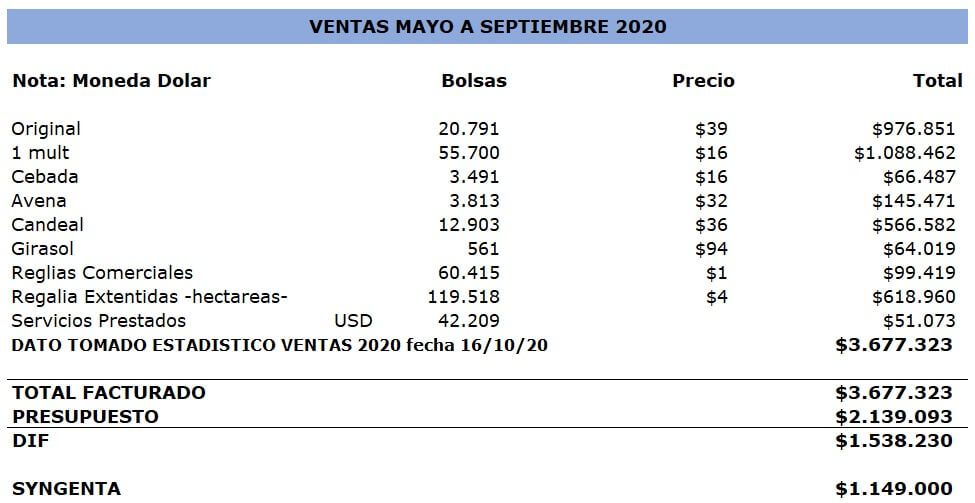 VENTAS MAYO A SEPTIEMBRE 2020
Nota: Moneda Dolar Bolsas Precio Total
Original 20.791 $39 $976.851
1 mult 55.700 $16 $1.088.462
Cebada 3.491 $16 $66.487
Avena 3.813 $32 $145.471
Candeal 12.903 $36 $566.582
Girasol 561 $94 $64.019
Reglias Comerciales 60.415 $1 $99.419
Regalia Extentidas -hectareas- 119.518 $4 $618.960
Servicios Prestados USD 42.209 $51.073
DATO TOMADO ESTADISTICO VENTAS 2020 fecha 16/10/20 $3.677.323
TOTAL FACTURADO $3.677.323
PRESUPUESTO $2.139.093
DIF $1.538.230
SYNGENTA $1.149.000